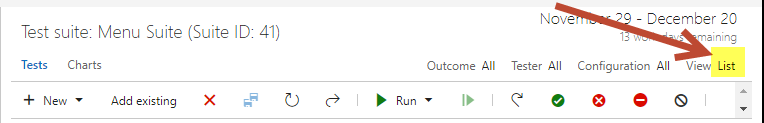 November 29 - December 20
Test suite: Menu Suite (Suite ID: 41)
13 work days remaining
Tests Charts Outcome All Tester All Configuration All View List
New Add existing Run